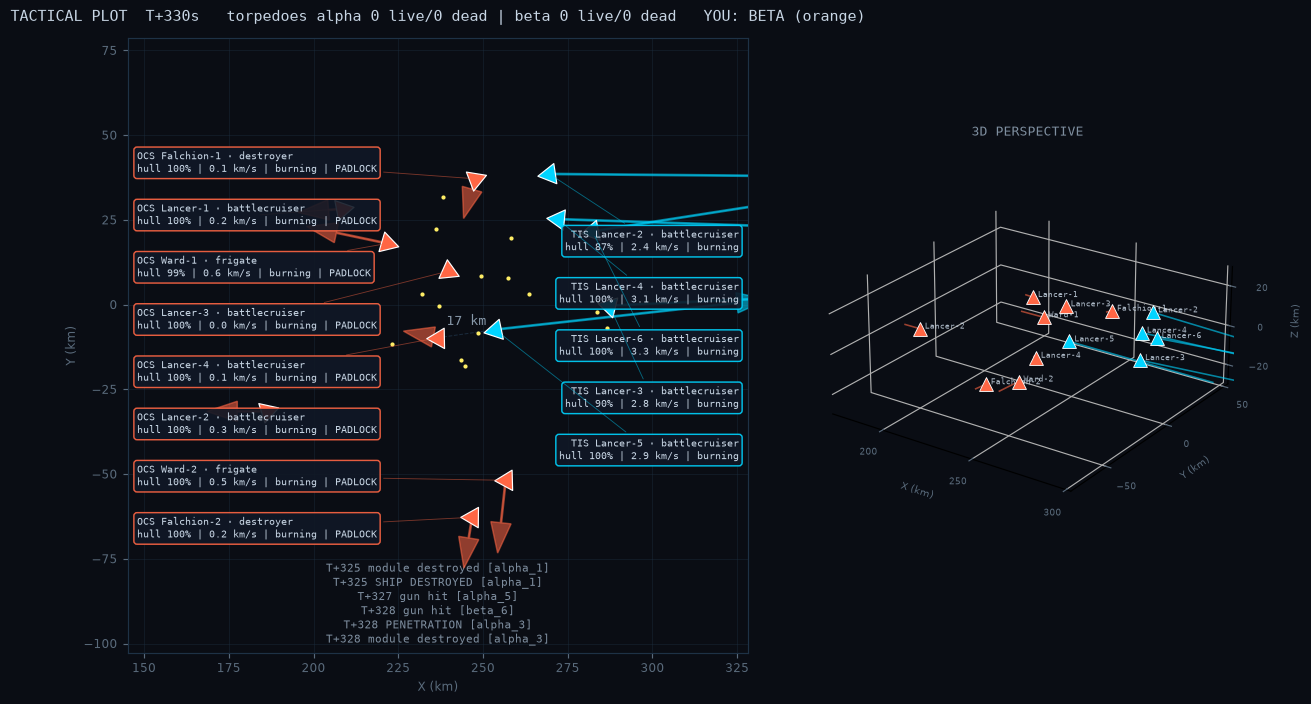 TACTICAL PLOT  T+330s   torpedoes alpha 0 live/0 dead | beta 0 live/0 dead   YOU: BETA (orange)
75
50
25
0
−25
−50
−75
−100
Y (km)
OCS Falchion-1 · destroyer
hull 100% | 0.1 km/s | burning | PADLOCK
OCS Lancer-1 · battlecruiser
hull 100% | 0.2 km/s | burning | PADLOCK
OCS Ward-1 · frigate
hull 99% | 0.6 km/s | burning | PADLOCK
OCS Lancer-3 · battlecruiser
hull 100% | 0.0 km/s | burning | PADLOCK
OCS Lancer-4 · battlecruiser
hull 100% | 0.1 km/s | burning | PADLOCK
OCS Lancer-2 · battlecruiser
hull 100% | 0.3 km/s | burning | PADLOCK
OCS Ward-2 · frigate
hull 100% | 0.5 km/s | burning | PADLOCK
OCS Falchion-2 · destroyer
hull 100% | 0.2 km/s | burning | PADLOCK
17 km
TIS Lancer-2 · battlecruiser
hull 87% | 2.4 km/s | burning
TIS Lancer-4 · battlecruiser
hull 100% | 3.1 km/s | burning
TIS Lancer-6 · battlecruiser
hull 100% | 3.3 km/s | burning
TIS Lancer-3 · battlecruiser
hull 90% | 2.8 km/s | burning
TIS Lancer-5 · battlecruiser
hull 100% | 2.9 km/s | burning
T+325 module destroyed [alpha_1]
T+325 SHIP DESTROYED [alpha_1]
T+327 gun hit [alpha_5]
T+328 gun hit [beta_6]
T+328 PENETRATION [alpha_3]
T+328 module destroyed [alpha_3]
150
175
200
225
250
275
300
325
X (km)
3D PERSPECTIVE
Lancer-1
Lancer-3
Falchion-1
Lancer-2
Lancer-2
Lancer-5
Lancer-4
Lancer-6
Lancer-4
Lancer-3
Ward-2
20
0
−20
Z (km)
50
0
−50
Y (km)
200
250
300
X (km)